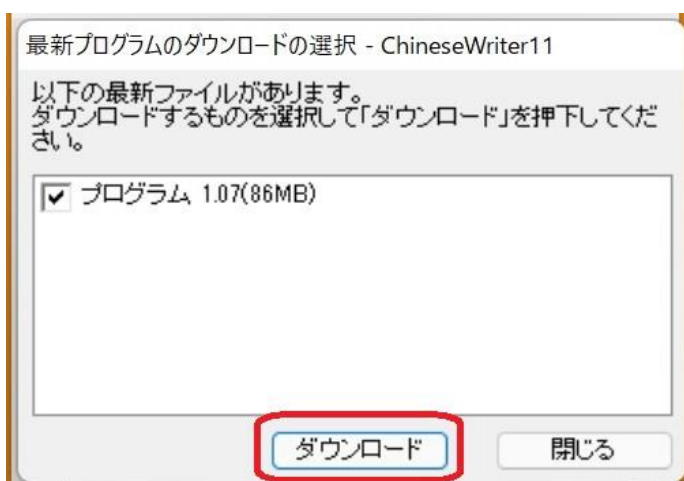 最新プログラムのダウンロードの選択 - ChineseWriter11
以下の最新ファイルがあります。
ダウンロードするものを選択して「ダウンロード」を押下してくだ
さい。
プログラム 1.07(86MB)
ダウンロード 閉じる